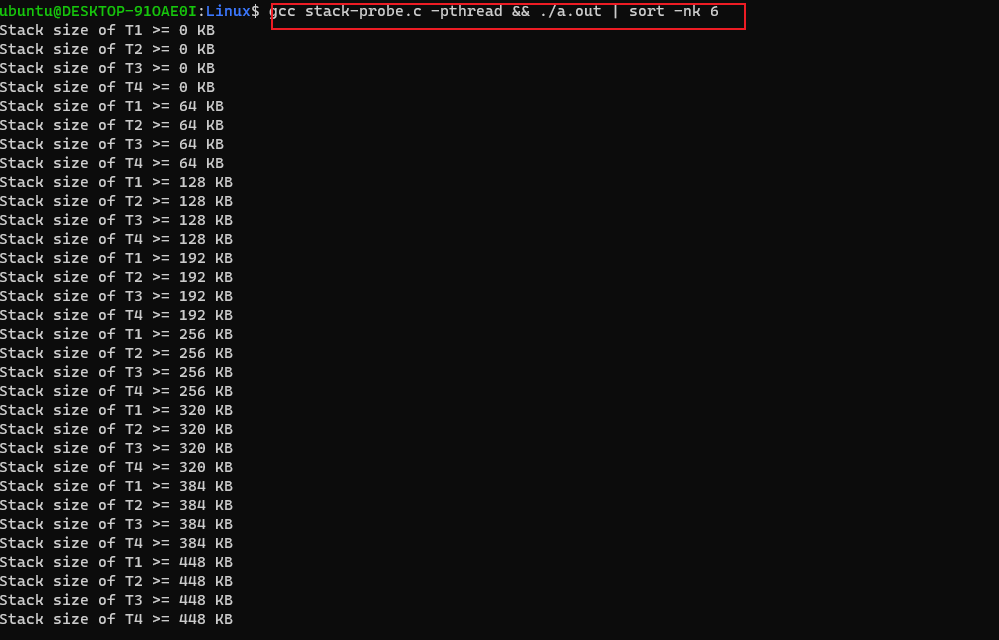 ubuntu@DESKTOP-91OAE0I:Linux$ gcc stack-probe.c -pthread && ./a.out | sort -nk 6
Stack size of T1 >= 0 KB
Stack size of T2 >= 0 KB
Stack size of T3 >= 0 KB
Stack size of T4 >= 0 KB
Stack size of T1 >= 64 KB
Stack size of T2 >= 64 KB
Stack size of T3 >= 64 KB
Stack size of T4 >= 64 KB
Stack size of T1 >= 128 KB
Stack size of T2 >= 128 KB
Stack size of T3 >= 128 KB
Stack size of T4 >= 128 KB
Stack size of T1 >= 192 KB
Stack size of T2 >= 192 KB
Stack size of T3 >= 192 KB
Stack size of T4 >= 192 KB
Stack size of T1 >= 256 KB
Stack size of T2 >= 256 KB
Stack size of T3 >= 256 KB
Stack size of T4 >= 256 KB
Stack size of T1 >= 320 KB
Stack size of T2 >= 320 KB
Stack size of T3 >= 320 KB
Stack size of T4 >= 320 KB
Stack size of T1 >= 384 KB
Stack size of T2 >= 384 KB
Stack size of T3 >= 384 KB
Stack size of T4 >= 384 KB
Stack size of T1 >= 448 KB
Stack size of T2 >= 448 KB
Stack size of T3 >= 448 KB
Stack size of T4 >= 448 KB